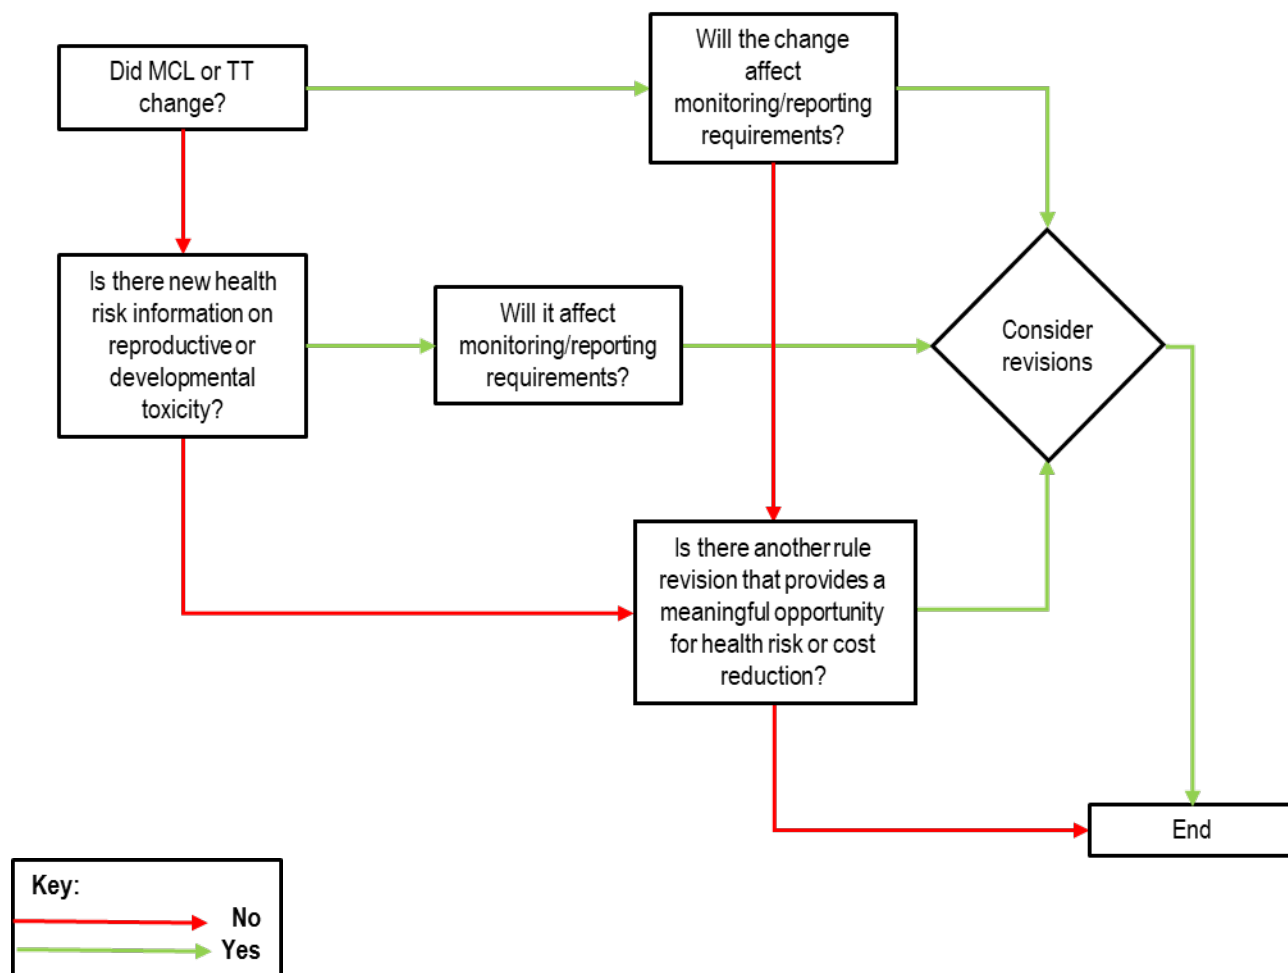 Did MCL or TT
change?
Will the change
affect
monitoring/reporting
requirements?
Is there new health
risk information on
reproductive or
developmental
toxicity?
Will it affect
monitoring/reporting
requirements?
Consider
revisions
Is there another rule
revision that provides a
meaningful opportunity
for health risk or cost
reduction?
End
Key:
No
Yes